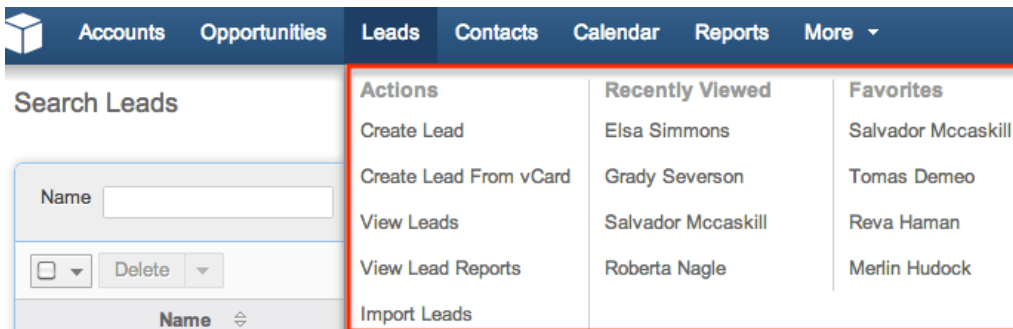 Accounts Opportunities Leads Contacts Calendar Reports More
Search Leads
Name
Delete
Name
Actions
Create Lead
Create Lead From vCard
View Leads
View Lead Reports
Import Leads
Recently Viewed
Elsa Simmons
Grady Severson
Salvador Mccaskill
Roberta Nagle
Favorites
Salvador Mccaskill
Tomas Demeo
Reva Haman
Merlin Hudock